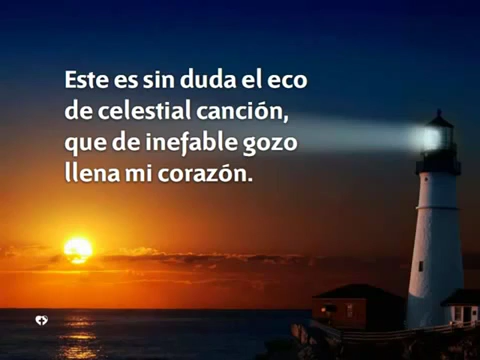 Este es sin duda el eco
de celestial canción,
que de inefable gozo
llena mi corazón.